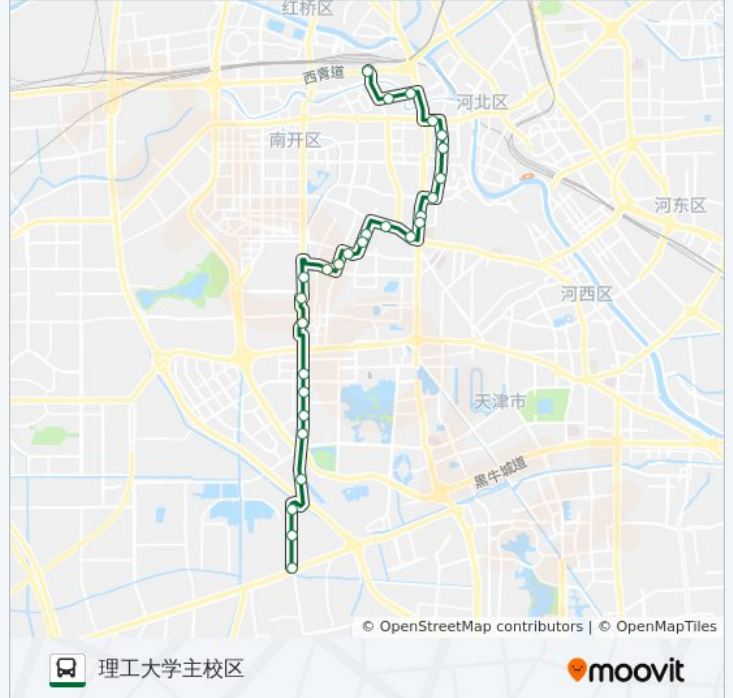 红桥区
西青道
河北区
南开区
河东区
河西区
天津市
黑牛城道
© OpenStreetMap contributors | © OpenMapTiles
理工大学主校区
moovit